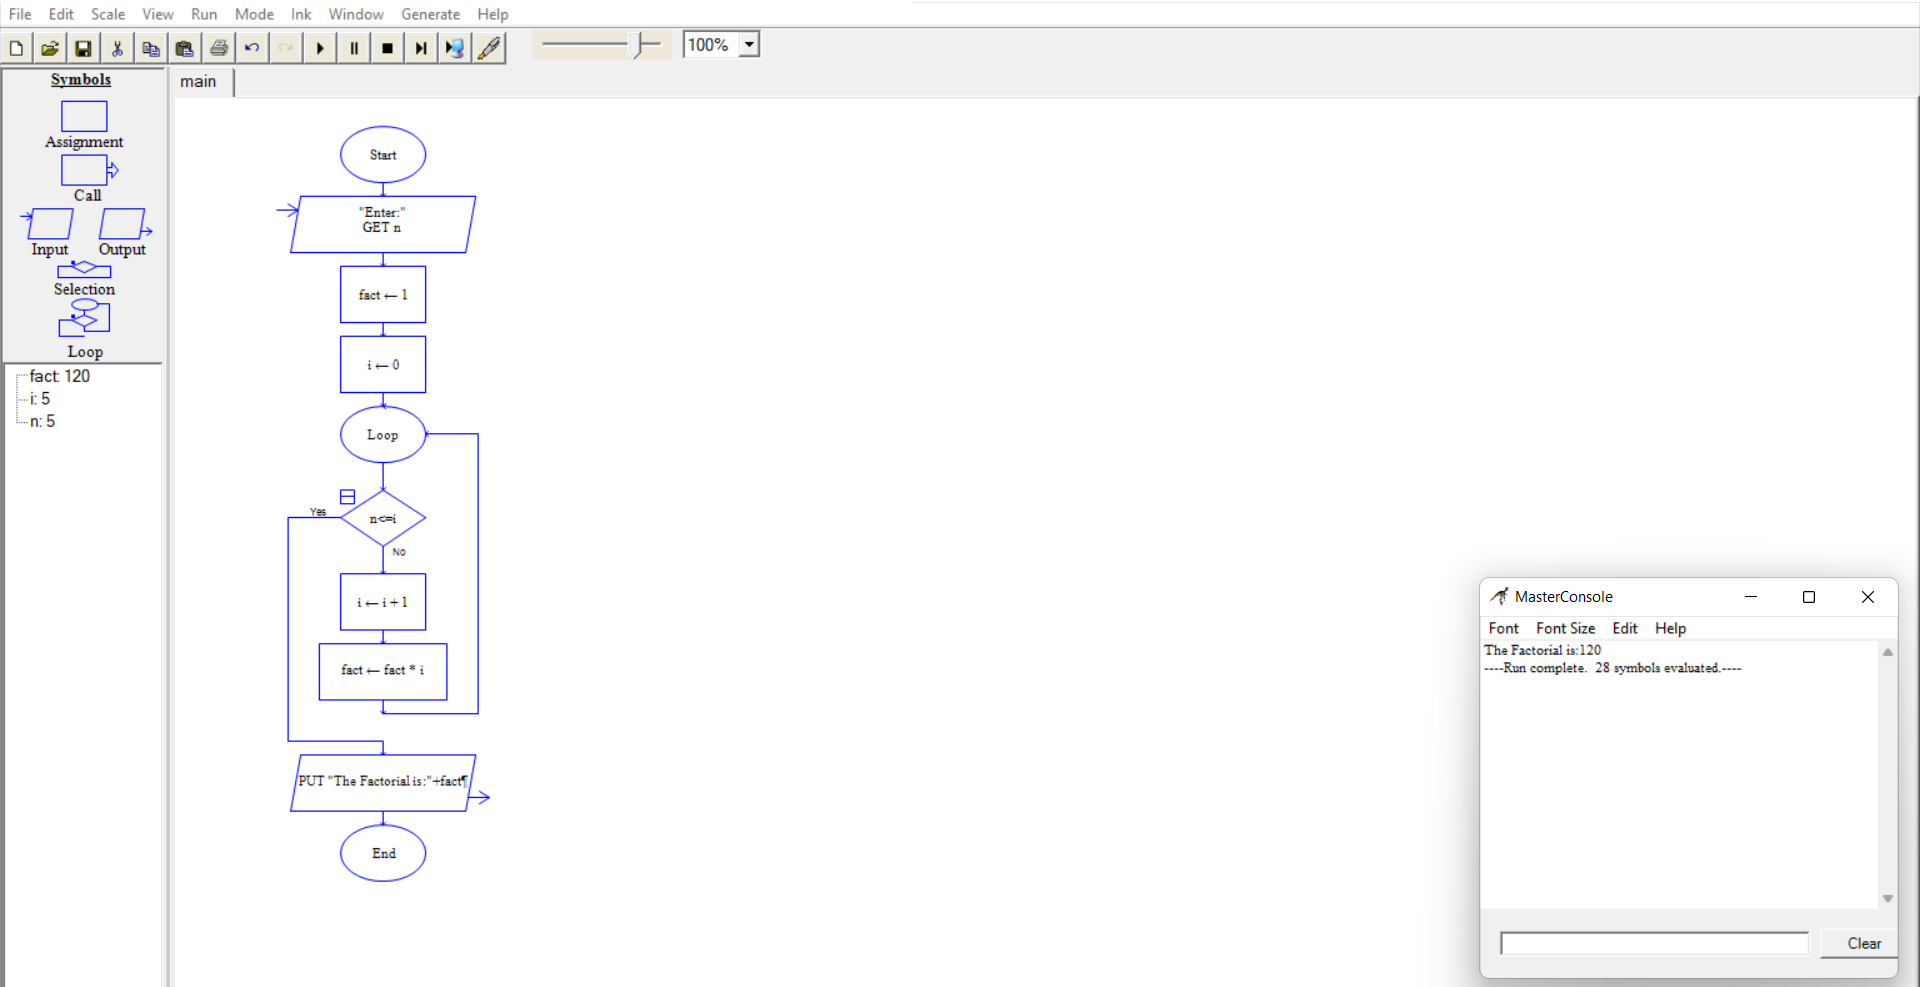 File Edit Scale View Run Mode Ink Window Generate Help
100%
Symbols
Assignment
Call
Input Output
Selection
Loop
fact: 120
i: 5
n: 5
main
Start
"Enter:"
GET n
fact ← 1
i ← 0
Loop
Yes
n<=i
No
i ← i + 1
fact ← fact * i
PUT "The Factorial is:"+fact¶
End
MasterConsole
Font Font Size Edit Help
The Factorial is:120
----Run complete.  28 symbols evaluated.----
Clear